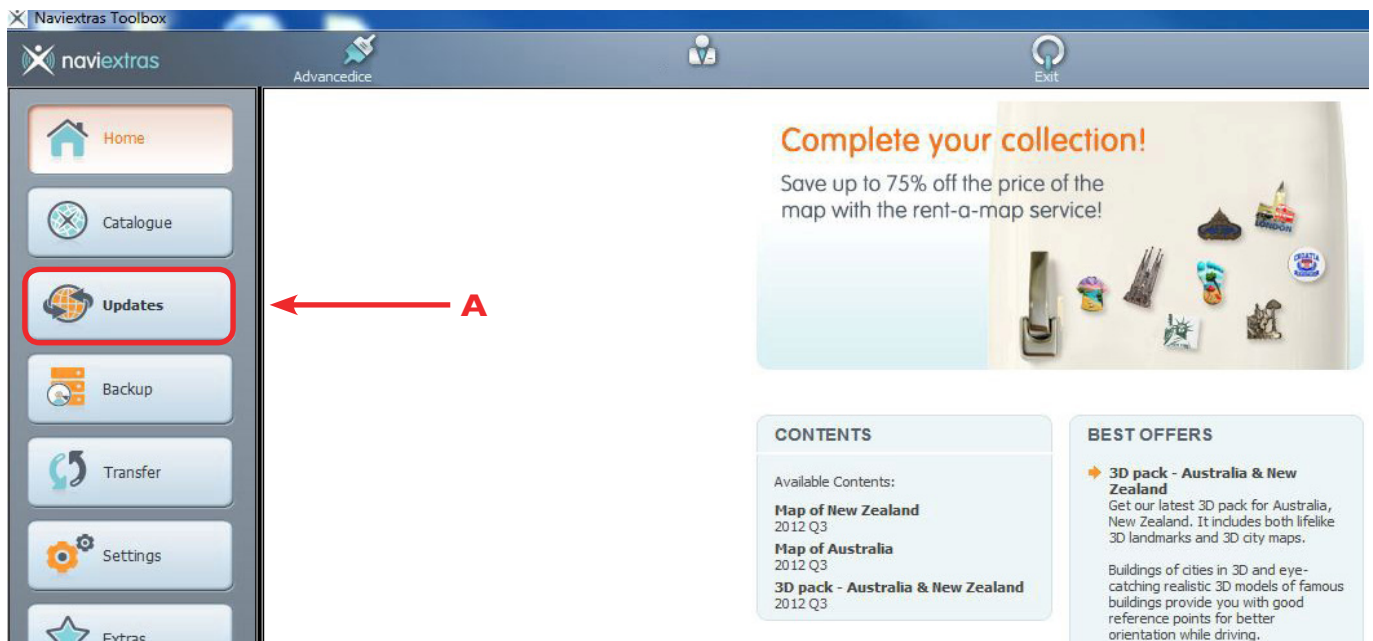 Naviextras Toolbox
naviextras
Advancedice
Exit
Home
Catalogue
Updates
A
Backup
Transfer
Settings
Extras
Complete your collection!
Save up to 75% off the price of the
map with the rent-a-map service!
LONDON
CROATIA
CONTENTS
Available Contents:
Map of New Zealand
2012 Q3
Map of Australia
2012 Q3
3D pack - Australia & New Zealand
2012 Q3
BEST OFFERS
3D pack - Australia & New
Zealand
Get our latest 3D pack for Australia,
New Zealand. It includes both lifelike
3D landmarks and 3D city maps.
Buildings of cities in 3D and eye-
catching realistic 3D models of famous
buildings provide you with good
reference points for better
orientation while driving.